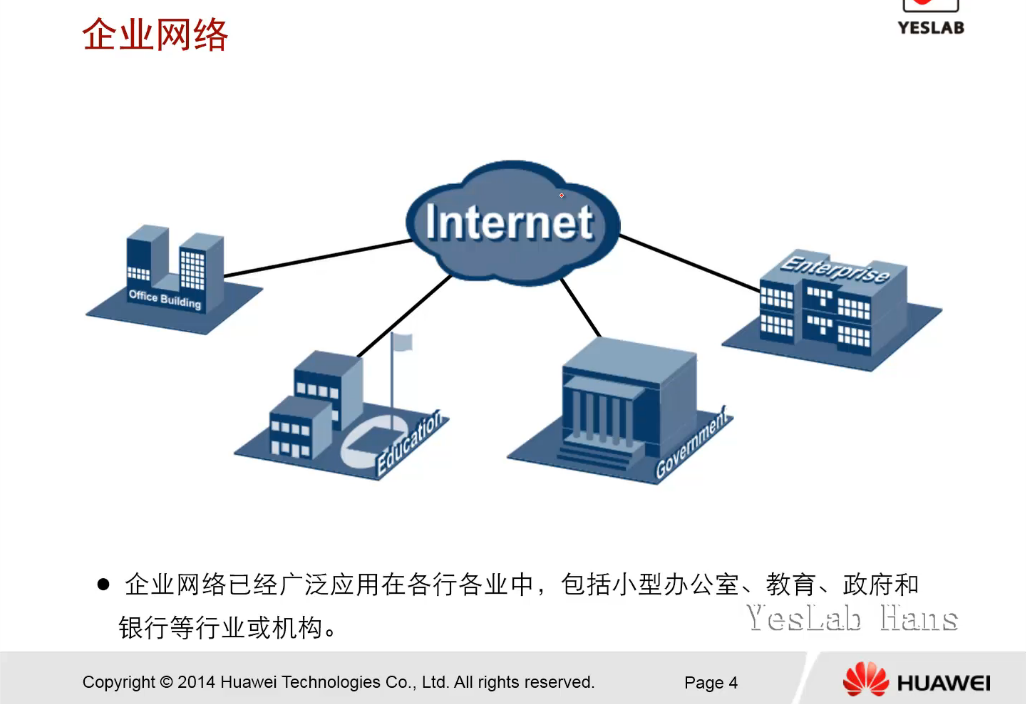 企业网络
YESLAB
Internet
Office Building
Enterprise
Education
Government
● 企业网络已经广泛应用在各行各业中，包括小型办公室、教育、政府和
银行等行业或机构。
YesLab Hans
Copyright © 2014 Huawei Technologies Co., Ltd. All rights reserved.
Page 4
HUAWEI